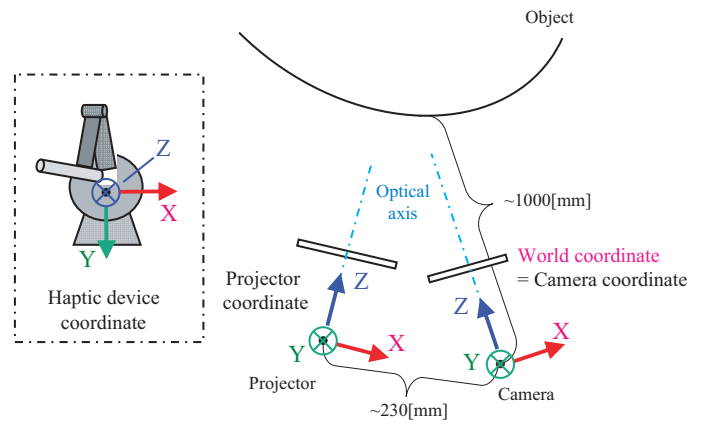 Object
Z
X
Y
Haptic device
coordinate
Optical
axis
~1000[mm]
World coordinate
= Camera coordinate
Projector
coordinate
Z
Y
X
Projector
Z
Y
X
Camera
~230[mm]